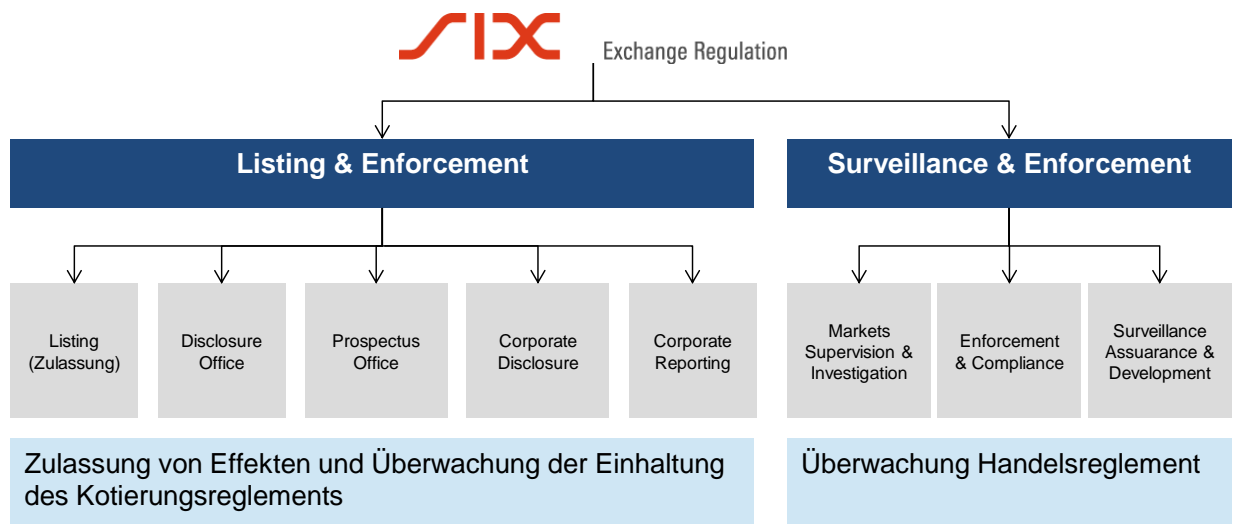 SIX Exchange Regulation
Listing & Enforcement
Surveillance & Enforcement
Listing
(Zulassung)
Disclosure
Office
Prospectus
Office
Corporate
Disclosure
Corporate
Reporting
Markets
Supervision &
Investigation
Enforcement
& Compliance
Surveillance
Assuarance &
Development
Zulassung von Effekten und Überwachung der Einhaltung
des Kotierungsreglements
Überwachung Handelsreglement